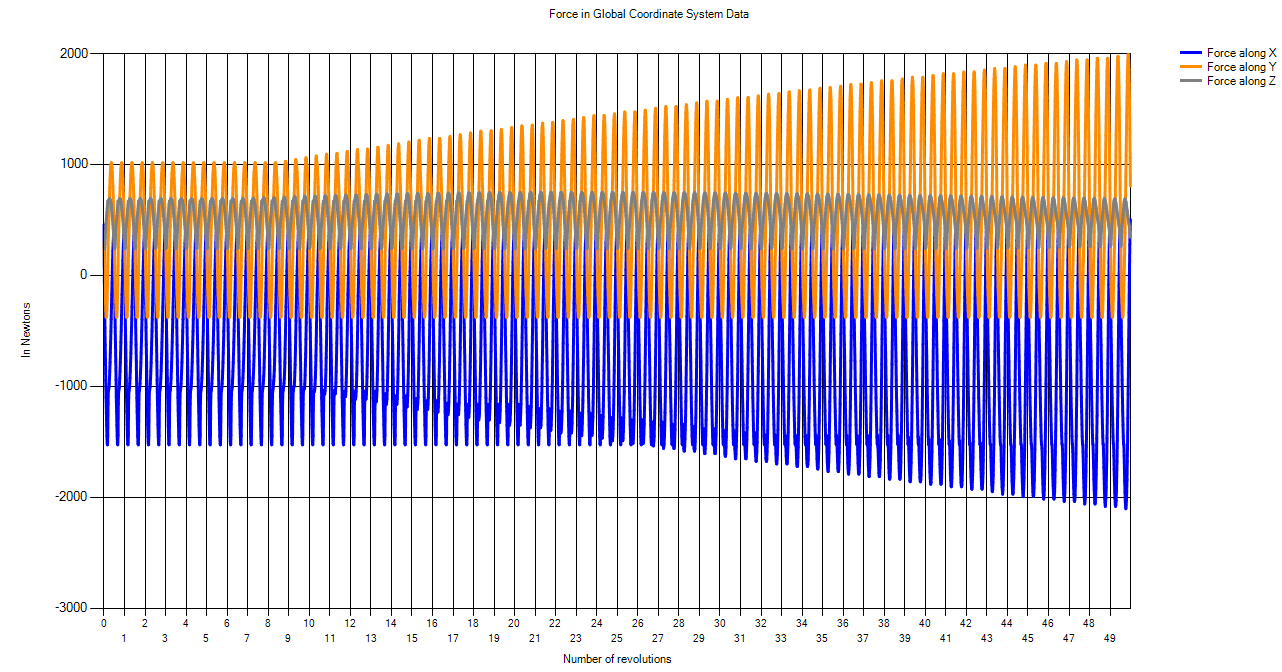 Force in Global Coordinate System Data
Force along X
Force along Y
Force along Z
2000
1000
0
-1000
-2000
-3000
In Newtons
0 2 4 6 8 10 12 14 16 18 20 22 24 26 28 30 32 34 36 38 40 42 44 46 48
1 3 5 7 9 11 13 15 17 19 21 23 25 27 29 31 33 35 37 39 41 43 45 47 49
Number of revolutions